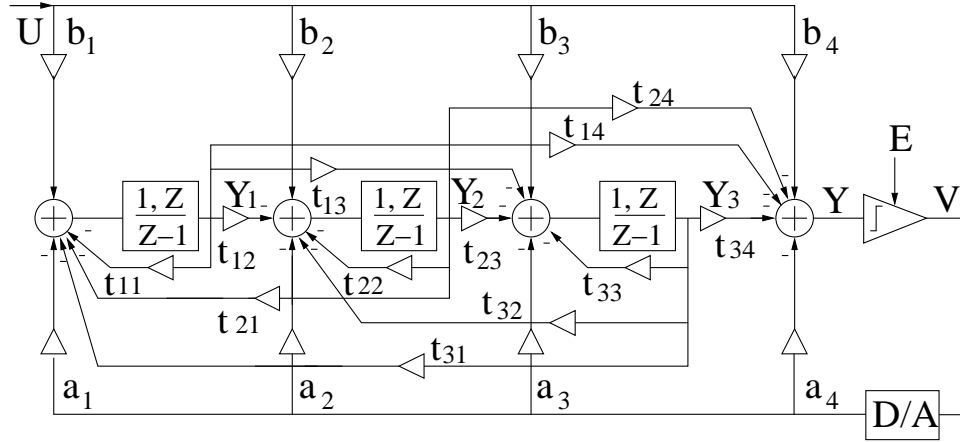 U b1 b2 b3 b4
t24
t14
E
1, Z
Z−1
Y1
t13
1, Z
Z−1
Y2
1, Z
Z−1
Y3
Y
V
t12
t23
t34
t11
t22
t33
t21
t32
t31
a1 a2 a3 a4
D/A